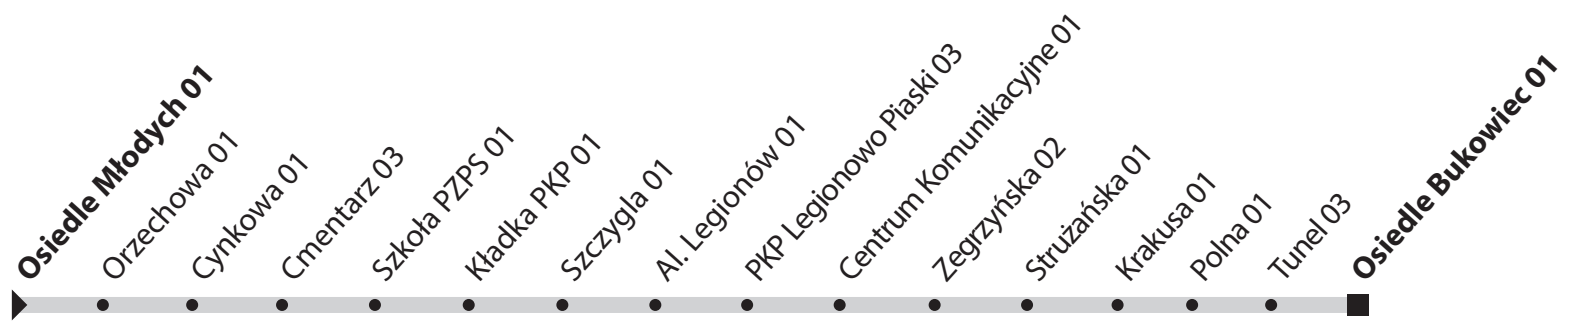 Osiedle Młodych 01
Orzechowa 01
Cynkowa 01
Cmentarz 03
Szkoła PZPS 01
Kładka PKP 01
Szczygla 01
Al. Legionów 01
PKP Legionowo Piaski 03
Centrum Komunikacyjne 01
Zegrzyńska 02
Strużańska 01
Krakusa 01
Polna 01
Tunel 03
Osiedle Bukowiec 01